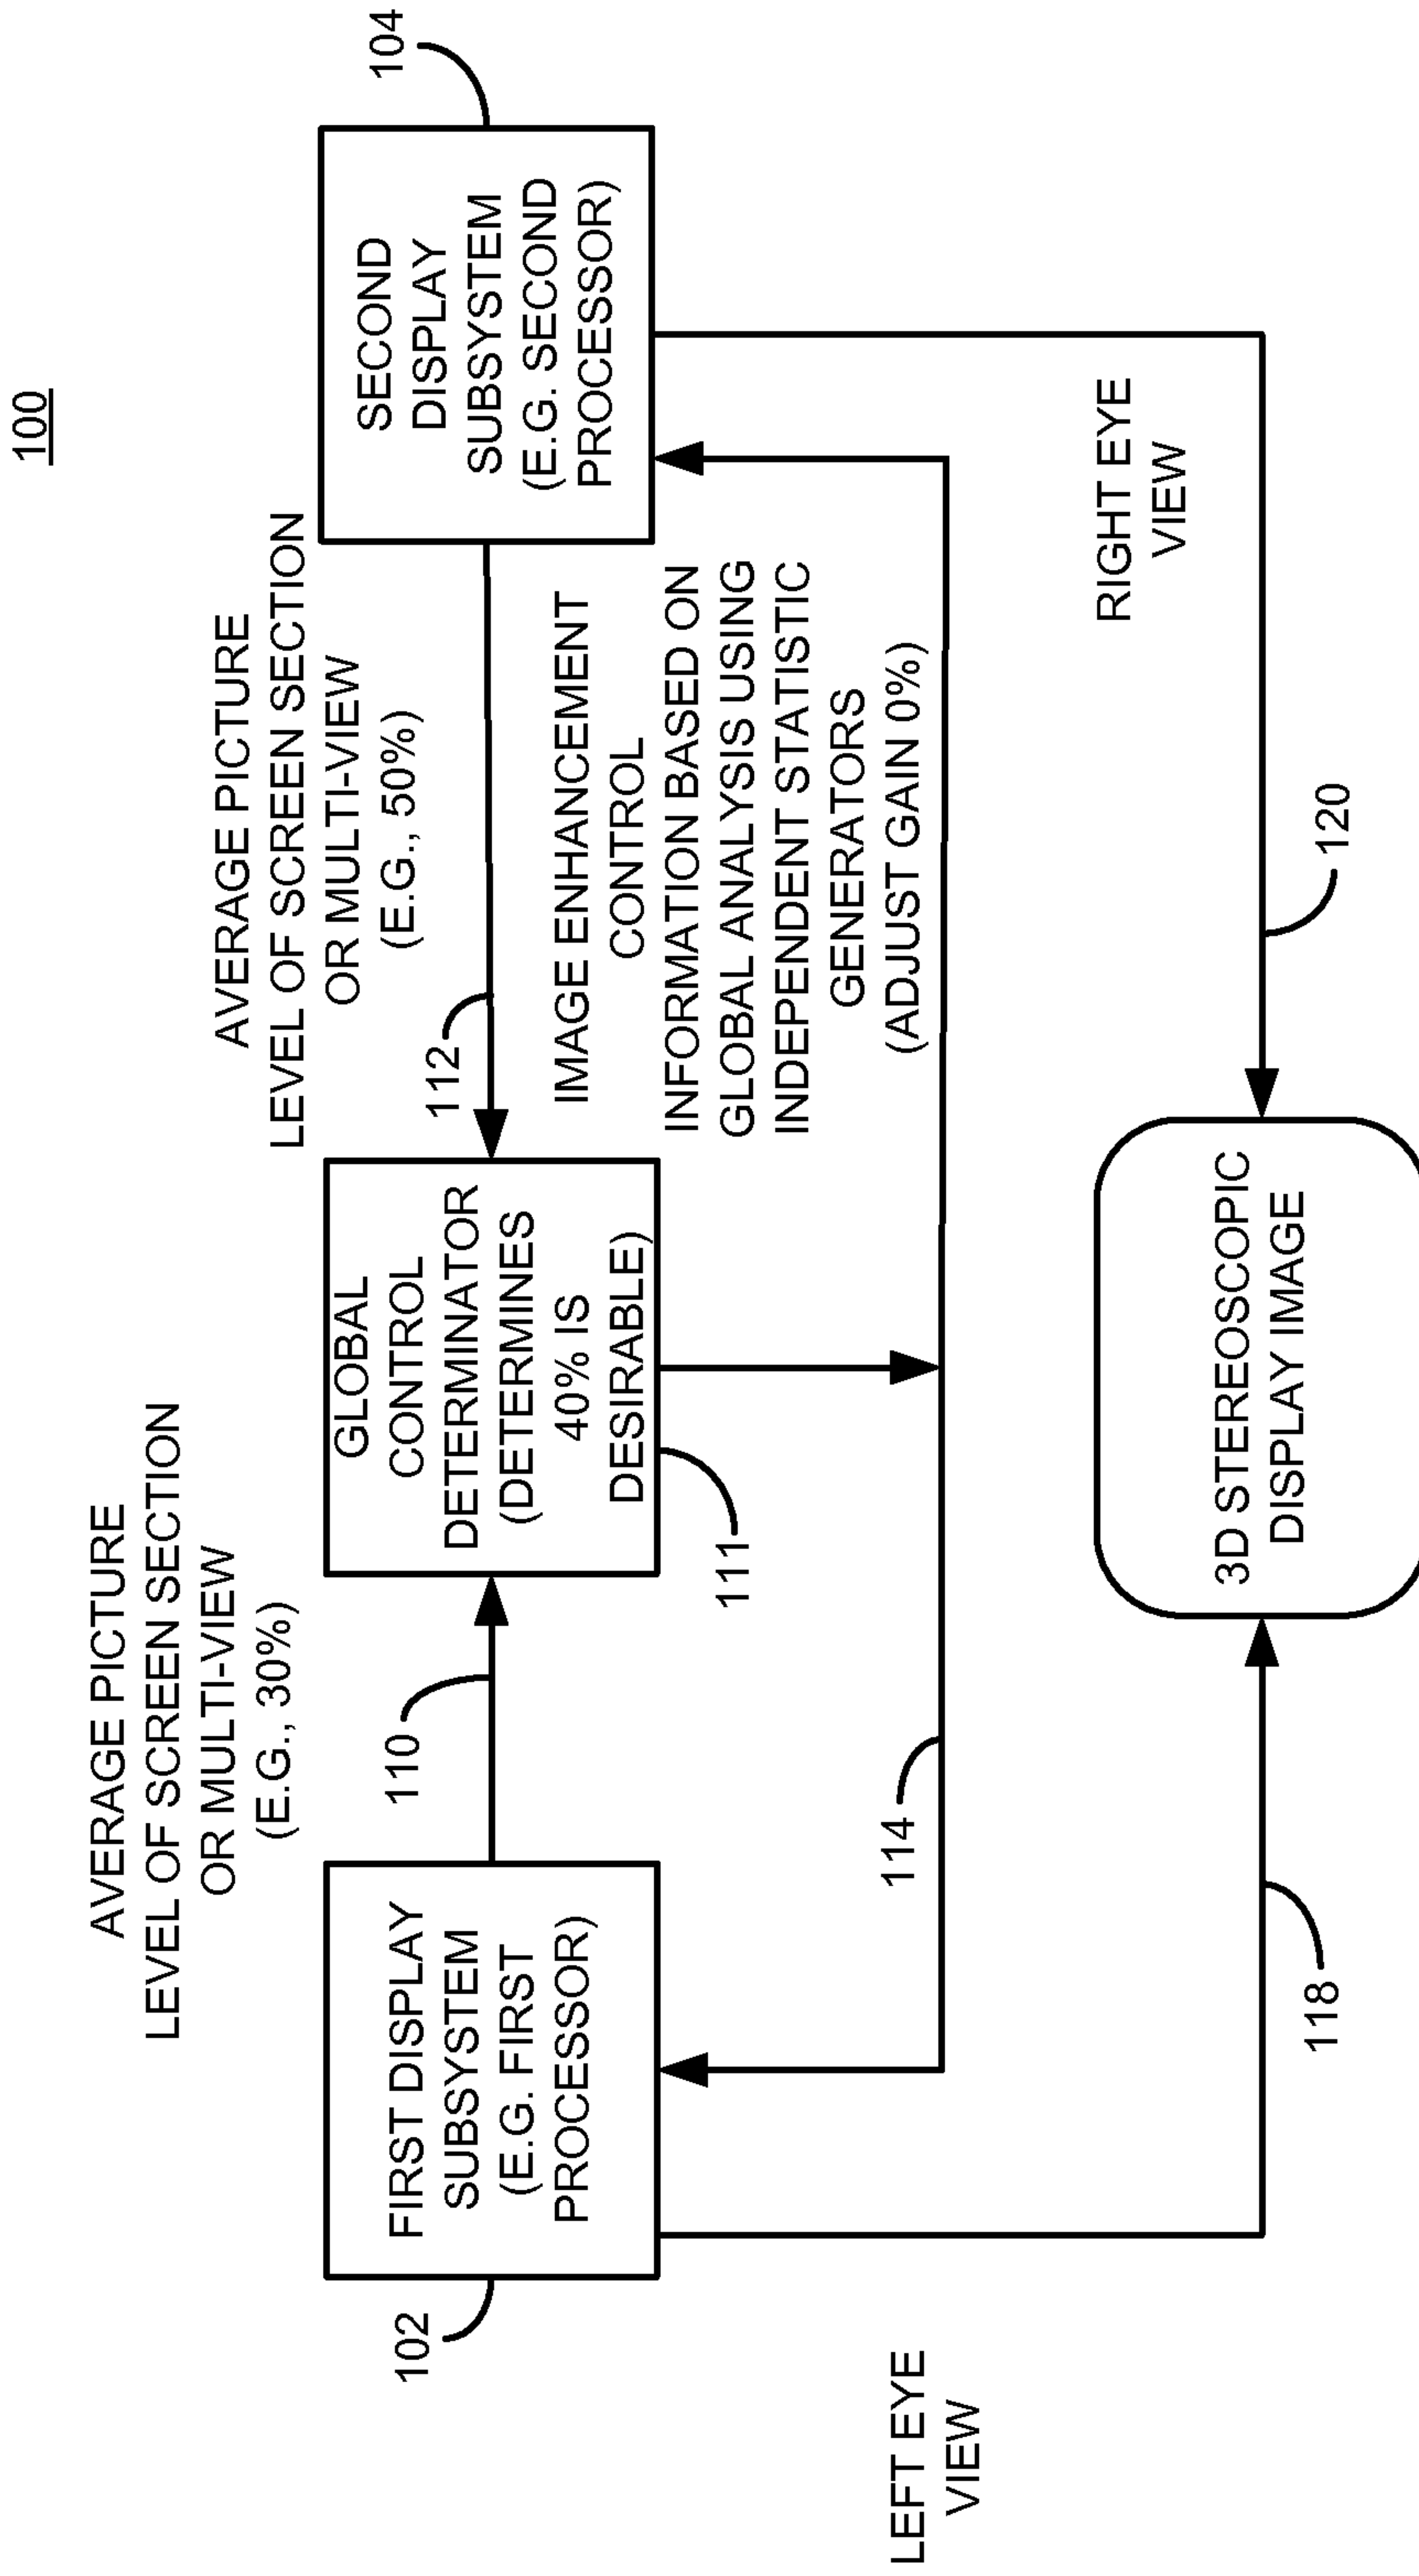 100
AVERAGE PICTURE
LEVEL OF SCREEN SECTION
OR MULTI-VIEW
(E.G., 30%)
AVERAGE PICTURE
LEVEL OF SCREEN SECTION
OR MULTI-VIEW
(E.G., 50%)
102
FIRST DISPLAY
SUBSYSTEM
(E.G. FIRST
PROCESSOR)
110
GLOBAL
CONTROL
DETERMINATOR
(DETERMINES
40% IS
DESIRABLE)
111
112
SECOND
DISPLAY
SUBSYSTEM
(E.G. SECOND
PROCESSOR)
104
IMAGE ENHANCEMENT
CONTROL
INFORMATION BASED ON
GLOBAL ANALYSIS USING
INDEPENDENT STATISTIC
GENERATORS
(ADJUST GAIN 0%)
114
LEFT EYE
VIEW
RIGHT EYE
VIEW
118
3D STEREOSCOPIC
DISPLAY IMAGE
120